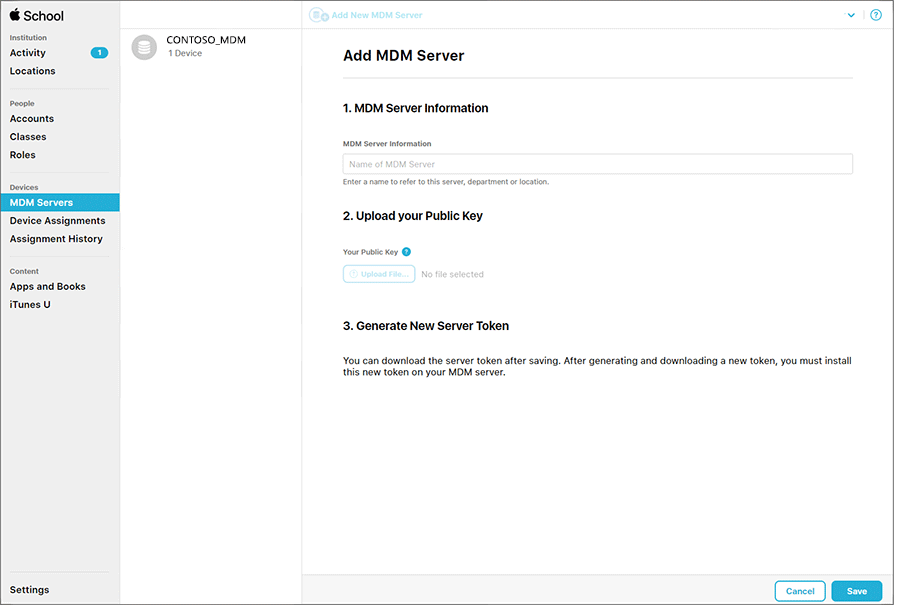 School
Institution
Activity
1
Locations
People
Accounts
Classes
Roles
Devices
MDM Servers
Device Assignments
Assignment History
Content
Apps and Books
iTunes U
Settings
CONTOSO_MDM
1 Device
Add New MDM Server
?
Add MDM Server
1. MDM Server Information
MDM Server Information
Name of MDM Server
Enter a name to refer to this server, department or location.
2. Upload your Public Key
Your Public Key ?
Upload File... No file selected
3. Generate New Server Token
You can download the server token after saving. After generating and downloading a new token, you must install
this new token on your MDM server.
Cancel Save